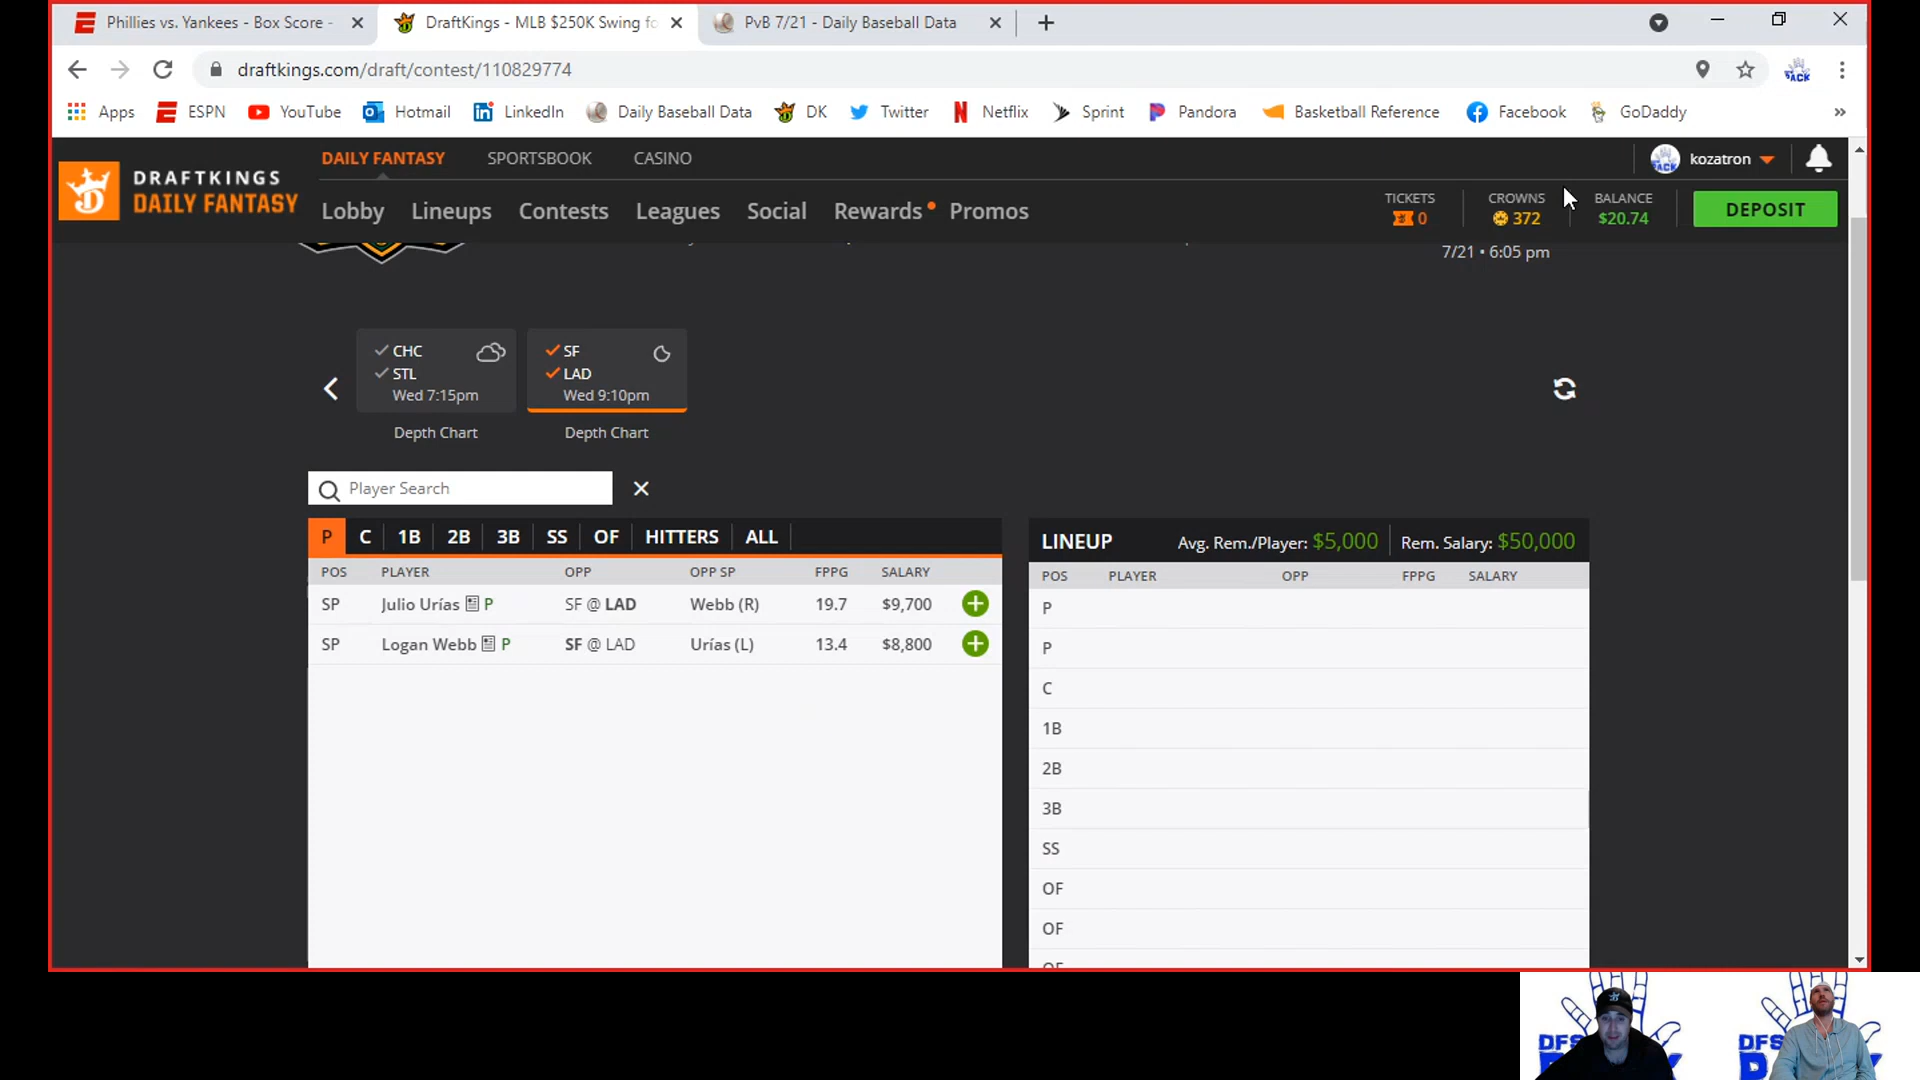 Phillies vs. Yankees - Box Score -
DraftKings - MLB $250K Swing fo
PvB 7/21 - Daily Baseball Data
draftkings.com/draft/contest/110829774
Apps ESPN YouTube Hotmail LinkedIn Daily Baseball Data DK Twitter Netflix Sprint Pandora Basketball Reference Facebook GoDaddy »
DRAFTKINGS
DAILY FANTASY
DAILY FANTASY SPORTSBOOK CASINO
kozatron
Lobby Lineups Contests Leagues Social Rewards Promos
TICKETS
0
CROWNS
372
BALANCE
$20.74
DEPOSIT
7/21 • 6:05 pm
CHC
STL
Wed 7:15pm
Depth Chart
SF
LAD
Wed 9:10pm
Depth Chart
Player Search
P C 1B 2B 3B SS OF HITTERS ALL
POS PLAYER OPP OPP SP FPPG SALARY
SP Julio Urías P SF @ LAD Webb (R) 19.7 $9,700
SP Logan Webb P SF @ LAD Urías (L) 13.4 $8,800
LINEUP Avg. Rem./Player: $5,000 Rem. Salary: $50,000
POS PLAYER OPP FPPG SALARY
P
P
C
1B
2B
3B
SS
OF
OF
OF
DFS
DFS